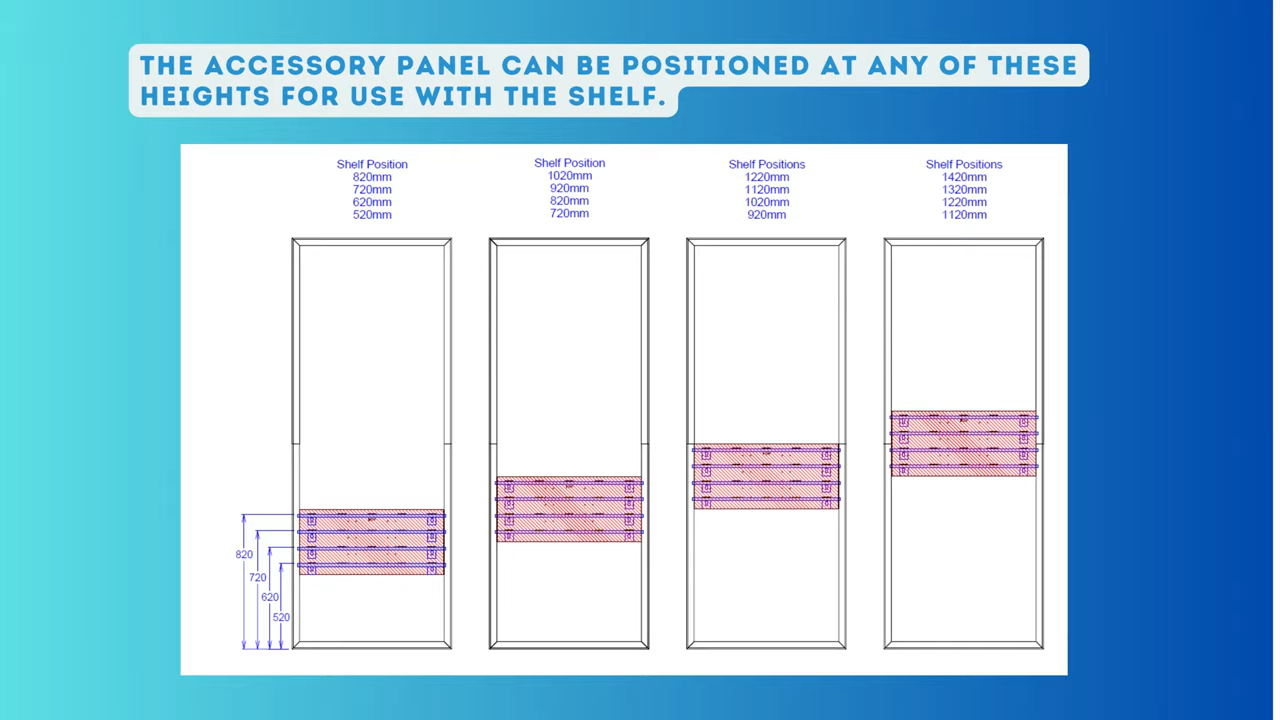 THE ACCESSORY PANEL CAN BE POSITIONED AT ANY OF THESE
HEIGHTS FOR USE WITH THE SHELF.
Shelf Position
820mm
720mm
620mm
520mm
Shelf Position
1020mm
920mm
820mm
720mm
Shelf Positions
1220mm
1120mm
1020mm
920mm
Shelf Positions
1420mm
1320mm
1220mm
1120mm
820
720
620
520